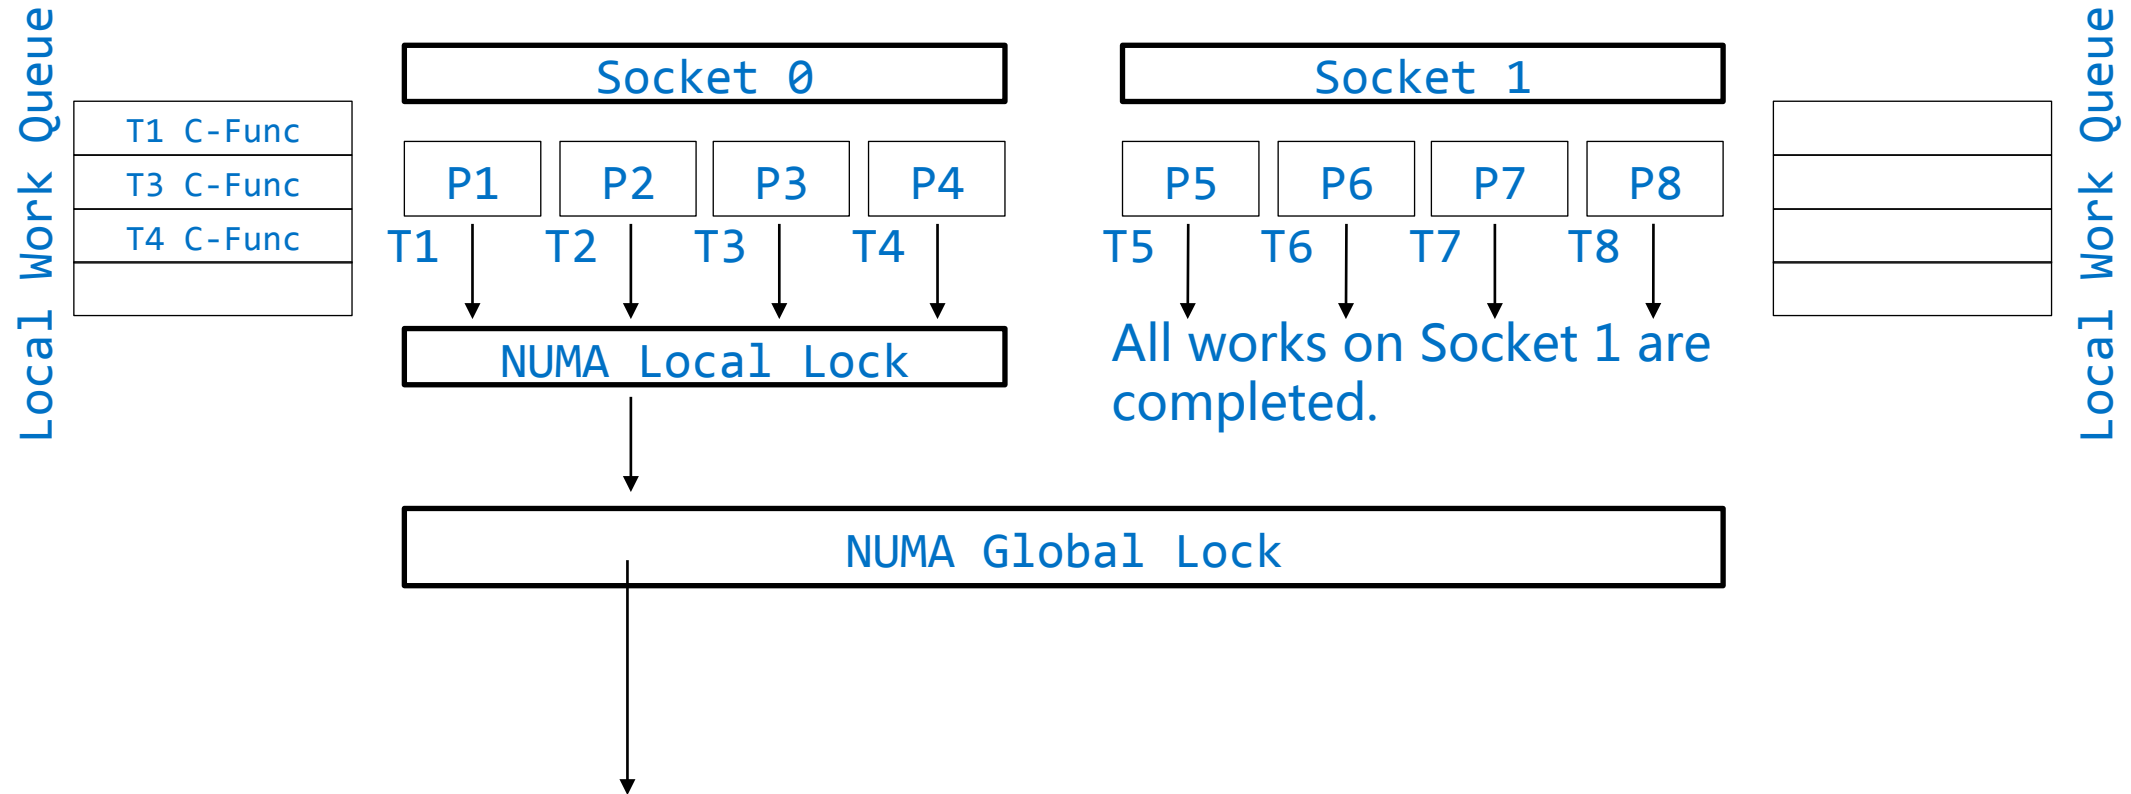 Local Work Queue
T1 C-Func
T3 C-Func
T4 C-Func
Socket 0
P1 P2 P3 P4
T1 T2 T3 T4
NUMA Local Lock
Socket 1
P5 P6 P7 P8
T5 T6 T7 T8
All works on Socket 1 are
completed.
Local Work Queue
NUMA Global Lock